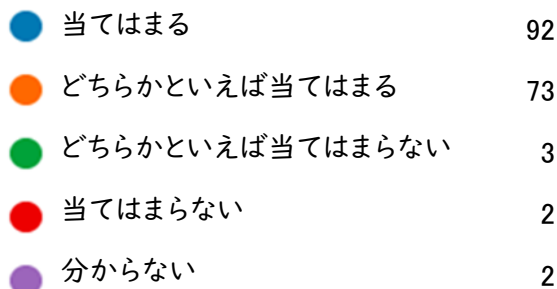 当てはまる 92
どちらかといえば当てはまる 73
どちらかといえば当てはまらない 3
当てはまらない 2
分からない 2